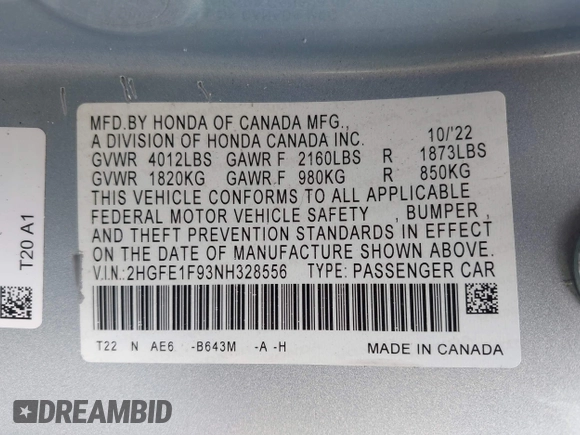 MFD.BY HONDA OF CANADA MFG.,
A DIVISION OF HONDA CANADA INC. 10/'22
GVWR 4012LBS GAWR F 2160LBS R 1873LBS
GVWR 1820KG GAWR F 980KG R 850KG
THIS VEHICLE CONFORMS TO ALL APPLICABLE
FEDERAL MOTOR VEHICLE SAFETY , BUMPER ,
AND THEFT PREVENTION STANDARDS IN EFFECT
ON THE DATE OF MANUFACTURE SHOWN ABOVE.
V.I.N: 2HGFE1F93NH328556 TYPE: PASSENGER CAR
T22 N AE6 -B643M -A -H MADE IN CANADA
T20 A1
DREAMBID